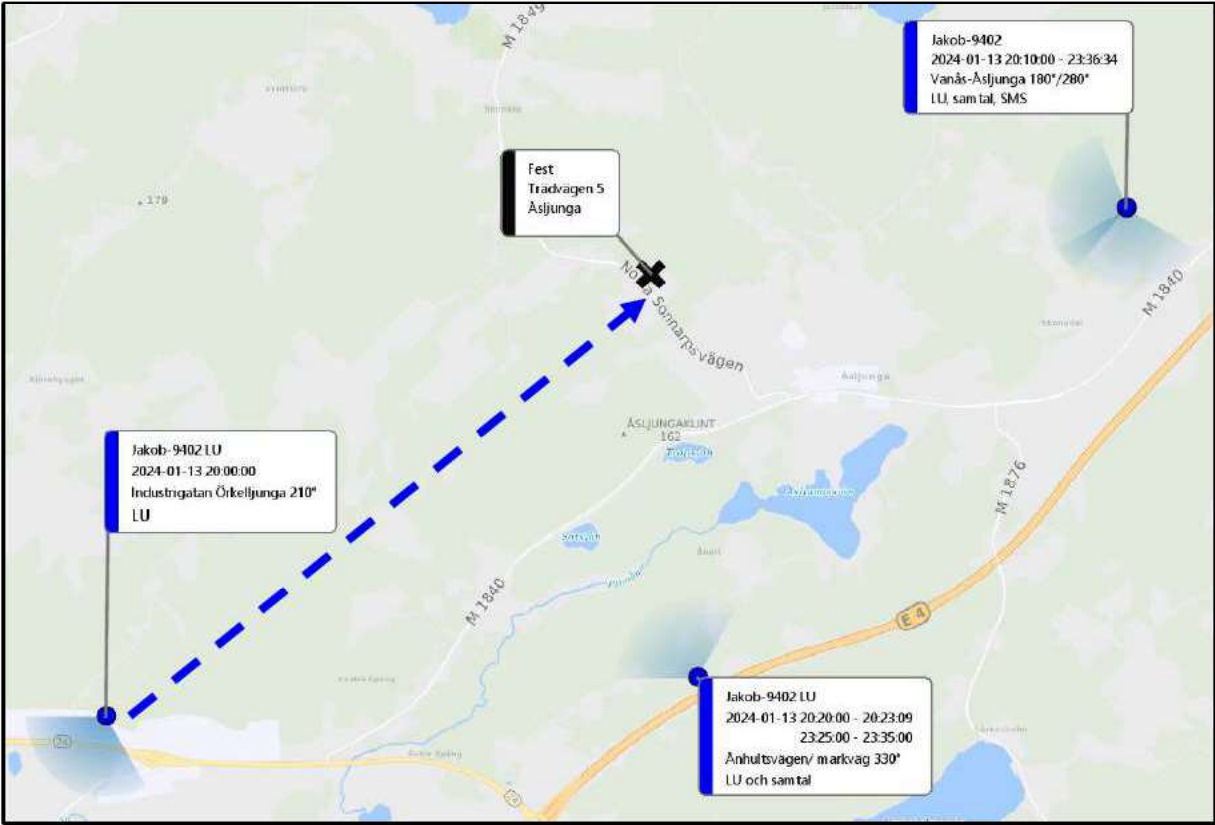 M 1849
Jakob-9402
2024-01-13 20:10:00 - 23:36:34
Vanås-Åsljunga 180°/280°
LU, samtal, SMS
Fest
Trädvägen 5
Åsljunga
179
Norra Sonnarpsvägen
M 1840
Åsljunga
ÅSLJUNGAKLINT
162
Jakob-9402 LU
2024-01-13 20:00:00
Industrigatan Örkelljunga 210°
LU
M 1876
M 1840
E 4
Jakob-9402 LU
2024-01-13 20:20:00 - 20:23:09
23:25:00 - 23:35:00
Ånhultsvägen/ markväg 330°
LU och samtal
24
24